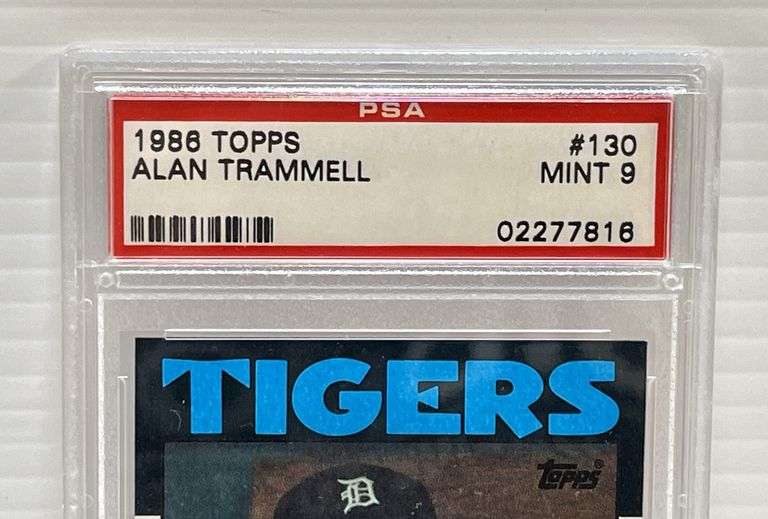 PSA
1986 TOPPS #130
ALAN TRAMMELL MINT 9
02277816
TIGERS
topps®
D